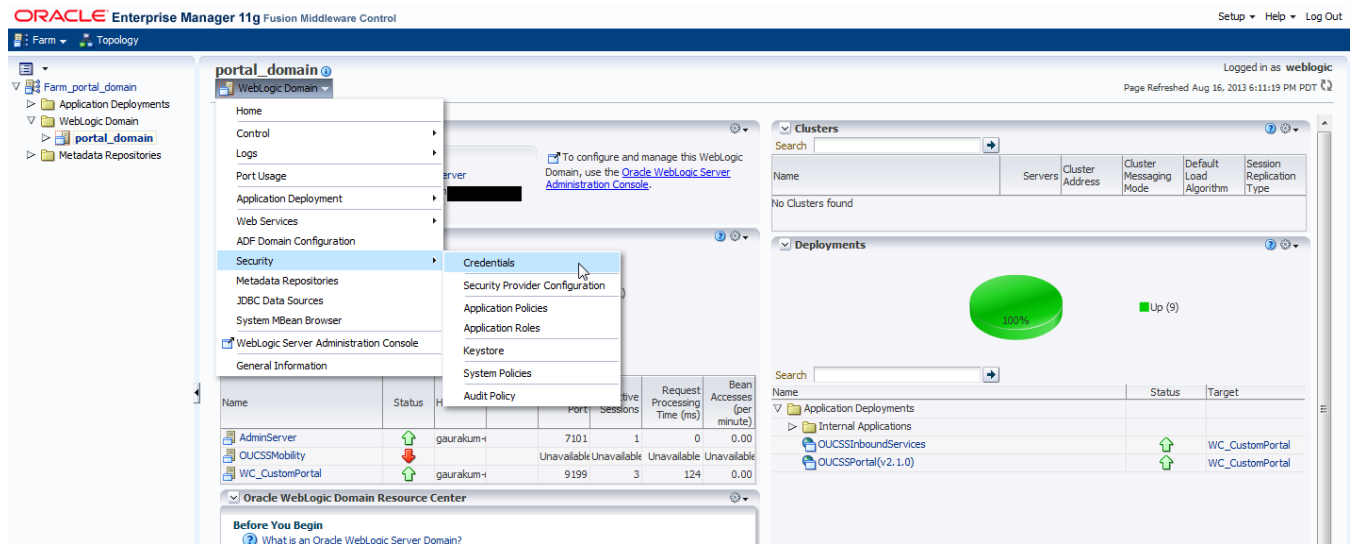 ORACLE Enterprise Manager 11g Fusion Middleware Control
Setup Help Log Out
Farm Topology
Farm_portal_domain
Application Deployments
WebLogic Domain
portal_domain
Metadata Repositories
portal_domain
Logged in as weblogic
WebLogic Domain
Page Refreshed Aug 16, 2013 6:11:19 PM PDT
Home
Control
Logs
Port Usage
Application Deployment
Web Services
ADF Domain Configuration
Security
Metadata Repositories
JDBC Data Sources
System MBean Browser
WebLogic Server Administration Console
General Information
Credentials
Security Provider Configuration
Application Policies
Application Roles
Keystore
System Policies
Audit Policy
To configure and manage this WebLogic
Domain, use the Oracle WebLogic Server
Administration Console.
Name Status Port Sessions Request Processing Time (ms) Bean Accesses (per minute)
AdminServer gaurakum- 7101 1 0 0.00
OUCSSMobility Unavailable Unavailable Unavailable Unavailable
WC_CustomPortal gaurakum- 9199 3 124 0.00
Oracle WebLogic Domain Resource Center
Before You Begin
What is an Oracle WebLogic Server Domain?
Clusters
Search
Name Servers Cluster Address Cluster Messaging Mode Default Load Algorithm Session Replication Type
No Clusters found
Deployments
100%
Up (9)
Search
Name Status Target
Application Deployments
Internal Applications
OUCSSInboundServices WC_CustomPortal
OUCSSPortal(v2.1.0) WC_CustomPortal